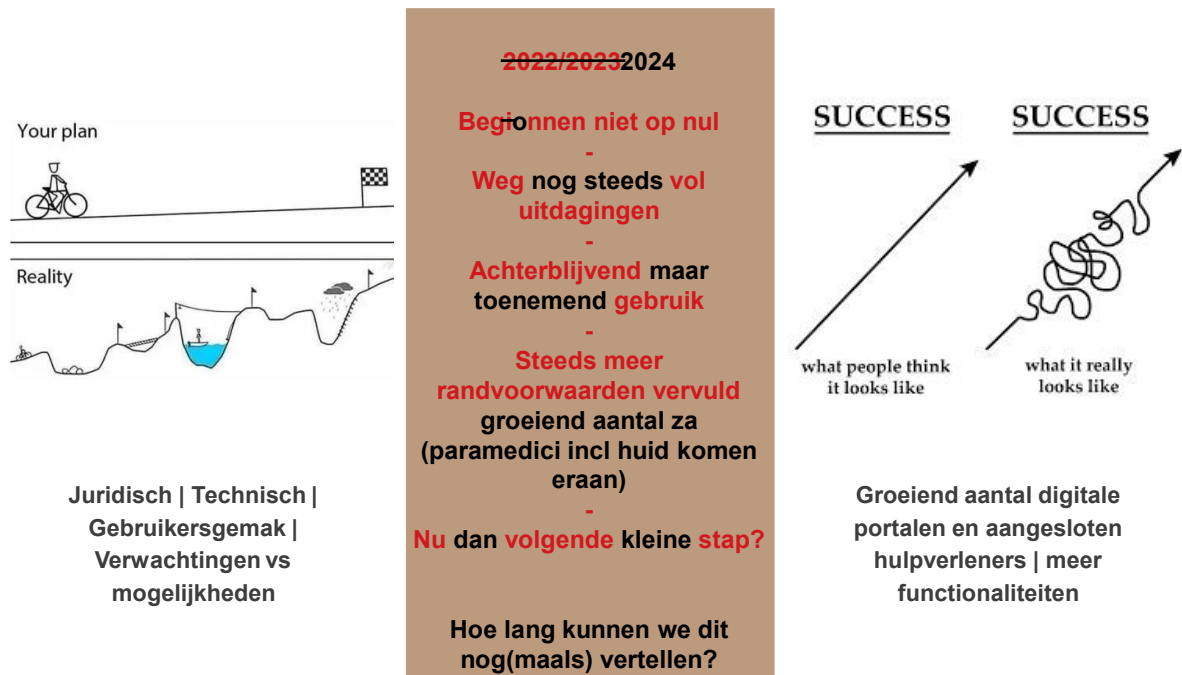 Your plan
Reality
Juridisch | Technisch |
Gebruikersgemak |
Verwachtingen vs
mogelijkheden
2022/20232024
Begionnen niet op nul
-
Weg nog steeds vol
uitdagingen
-
Achterblijvend maar
toenemend gebruik
-
Steeds meer
randvoorwaarden vervuld
groeiend aantal za
(paramedici incl huid komen
eraan)
-
Nu dan volgende kleine stap?
Hoe lang kunnen we dit
nog(maals) vertellen?
SUCCESS
what people think
it looks like
SUCCESS
what it really
looks like
Groeiend aantal digitale
portalen en aangesloten
hulpverleners | meer
functionaliteiten